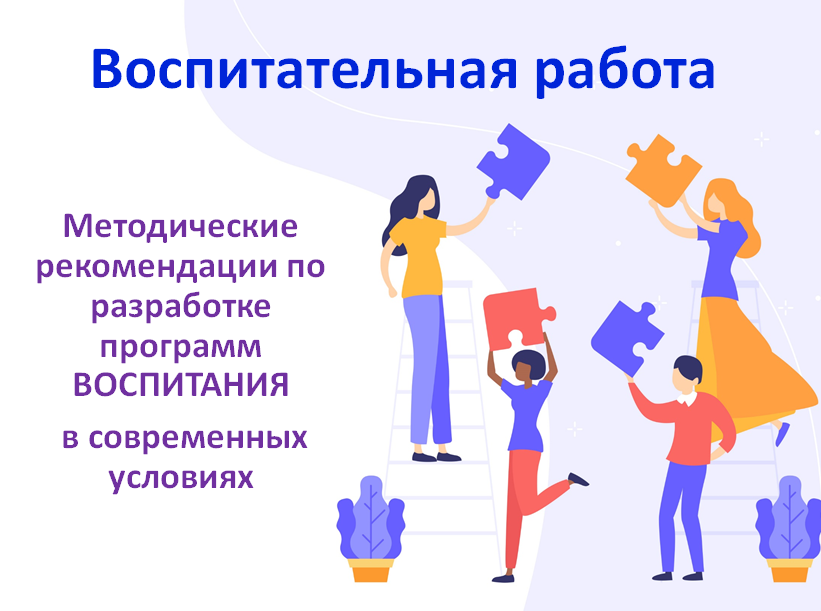 Воспитательная работа
Методические
рекомендации по
разработке
программ
ВОСПИТАНИЯ
в современных
условиях